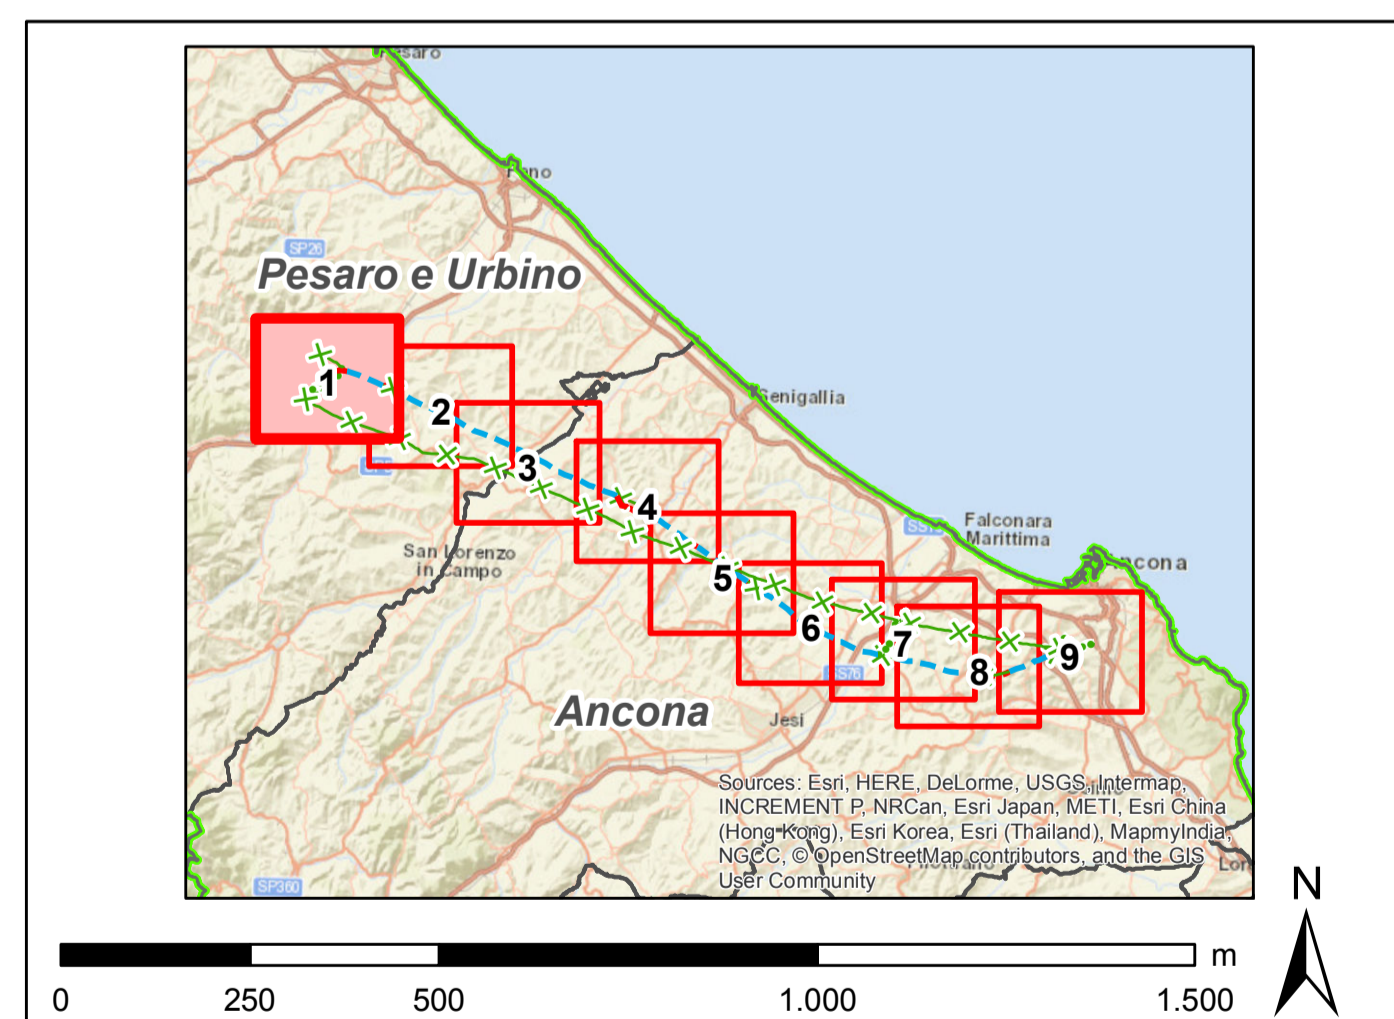 Fano
SP26
Pesaro e Urbino
1
2
3
4
5
6
7
8
9
Senigallia
San Lorenzo
in Campo
Falconara
Marittima
Ancona
SS76
Ancona
Jesi
SP360
Sources: Esri, HERE, DeLorme, USGS, Intermap,
INCREMENT P, NRCan, Esri Japan, METI, Esri China
(Hong Kong), Esri Korea, Esri (Thailand), MapmyIndia,
NGCC, © OpenStreetMap contributors, and the GIS
User Community
N
m
0 250 500 1.000 1.500